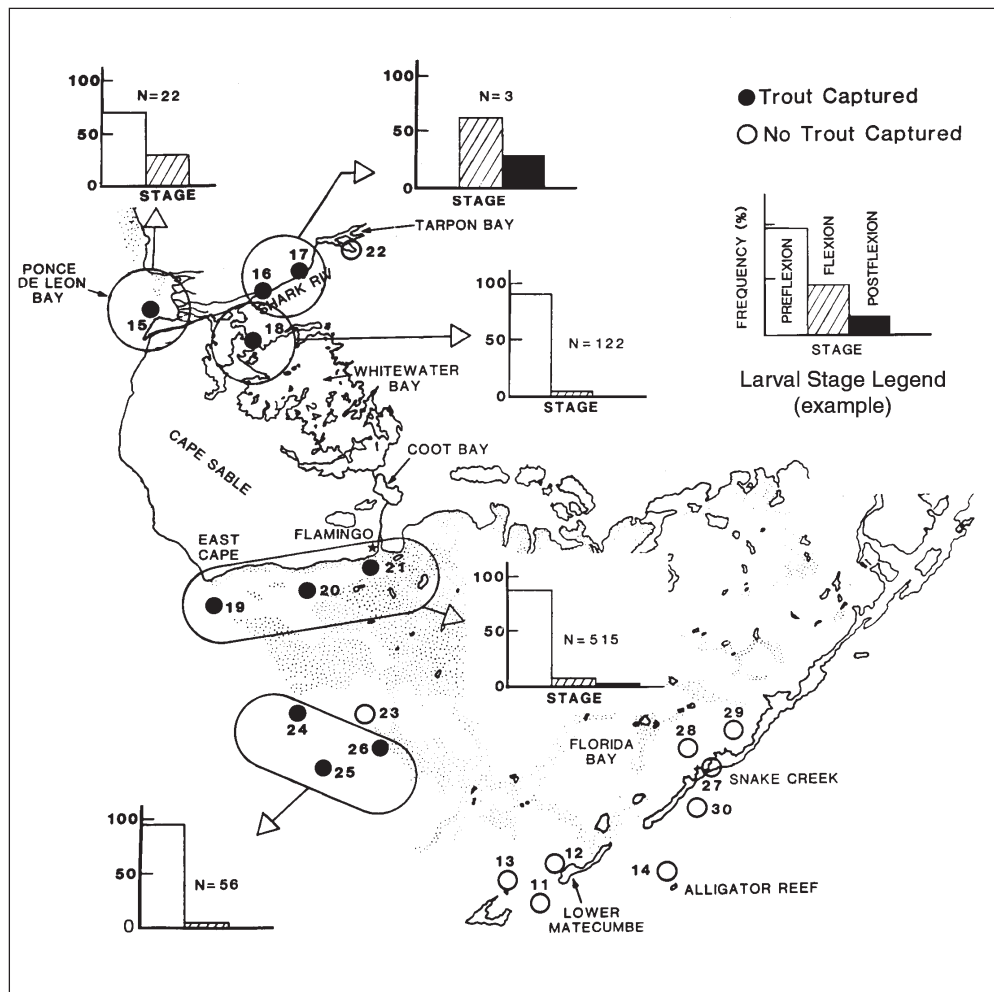 100
50
0
N=22
STAGE
100
50
0
N=3
STAGE
Trout Captured
No Trout Captured
FREQUENCY (%)
PREFLEXION
FLEXION
POSTFLEXION
STAGE
Larval Stage Legend
(example)
TARPON BAY
22
17
16
SHARK RIV
PONCE
DE LEON
BAY
15
18
100
50
0
N=122
STAGE
WHITEWATER
BAY
CAPE SABLE
COOT BAY
FLAMINGO
EAST
CAPE
21
20
19
100
50
0
N=515
STAGE
23
24
26
25
FLORIDA
BAY
28
29
27
SNAKE CREEK
30
100
50
0
N=56
13
12
11
14
LOWER
MATECUMBE
ALLIGATOR REEF